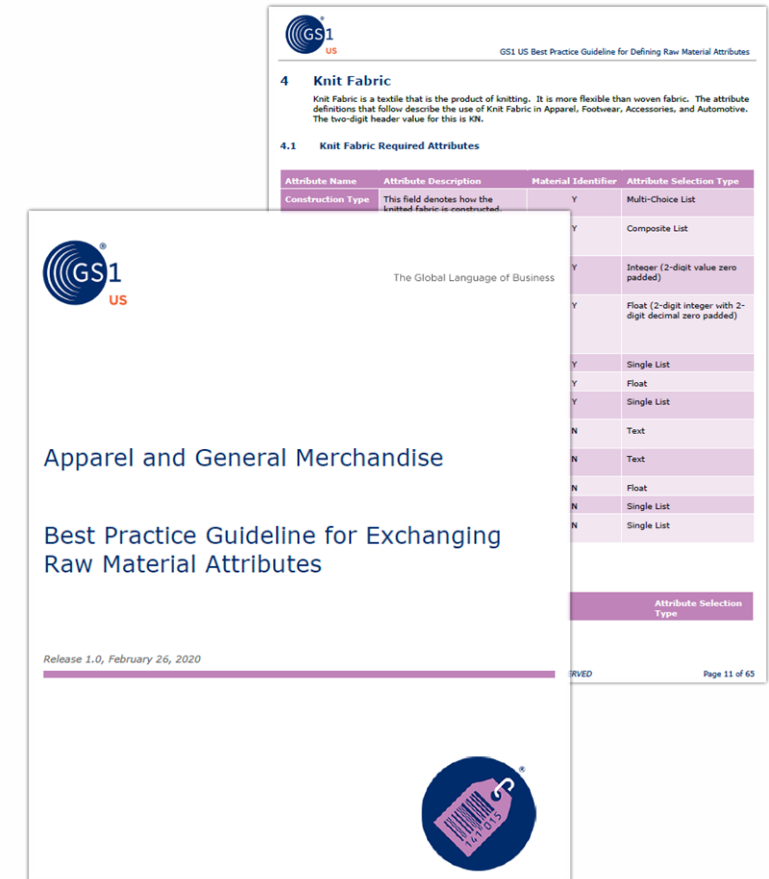 GS1
US
GS1 US Best Practice Guideline for Defining Raw Material Attributes
4 Knit Fabric
Knit Fabric is a textile that is the product of knitting. It is more flexible than woven fabric. The attribute
definitions that follow describe the use of Knit Fabric in Apparel, Footwear, Accessories, and Automotive.
The two-digit header value for this is KN.
4.1 Knit Fabric Required Attributes
Attribute Name Attribute Description Material Identifier Attribute Selection Type
Construction Type This field denotes how the Y Multi-Choice List
knitted fabric is constructed.
Y Composite List
Y Integer (2-digit value zero
padded)
Y Float (2-digit integer with 2-
digit decimal zero padded)
Y Single List
Y Float
Y Single List
N Text
N Text
N Float
N Single List
N Single List
Attribute Selection
Type
ERVED Page 11 of 65
GS1
US
®
The Global Language of Business
Apparel and General Merchandise
Best Practice Guideline for Exchanging
Raw Material Attributes
Release 1.0, February 26, 2020
®
141 015